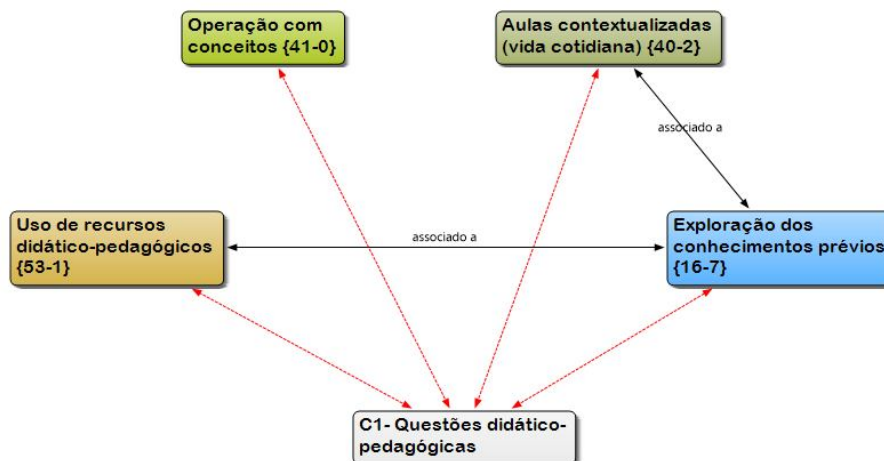 Operação com
conceitos {41-0}
Aulas contextualizadas
(vida cotidiana) {40-2}
associado a
Uso de recursos
didático-pedagógicos
{53-1}
associado a
Exploração dos
conhecimentos prévios
{16-7}
C1- Questões didático-
pedagógicas